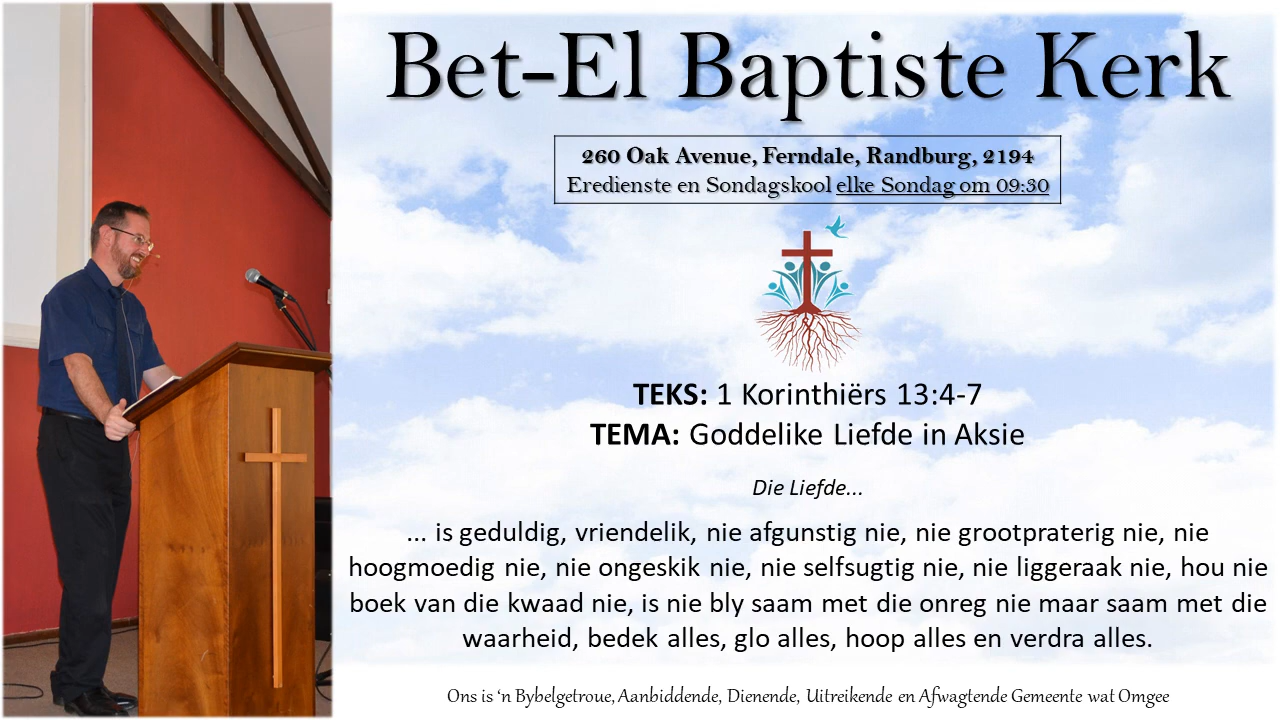 Bet-El Baptiste Kerk
260 Oak Avenue, Ferndale, Randburg, 2194
Eredienste en Sondagskool elke Sondag om 09:30
TEKS: 1 Korinthiërs 13:4-7
TEMA: Goddelike Liefde in Aksie
Die Liefde...
... is geduldig, vriendelik, nie afgunstig nie, nie grootpraterig nie, nie
hoogmoedig nie, nie ongeskik nie, nie selfsugtig nie, nie liggeraak nie, hou nie
boek van die kwaad nie, is nie bly saam met die onreg nie maar saam met die
waarheid, bedek alles, glo alles, hoop alles en verdra alles.
Ons is ‘n Bybelgetroue, Aanbiddende, Dienende, Uitreikende en Afwagtende Gemeente wat Omgee